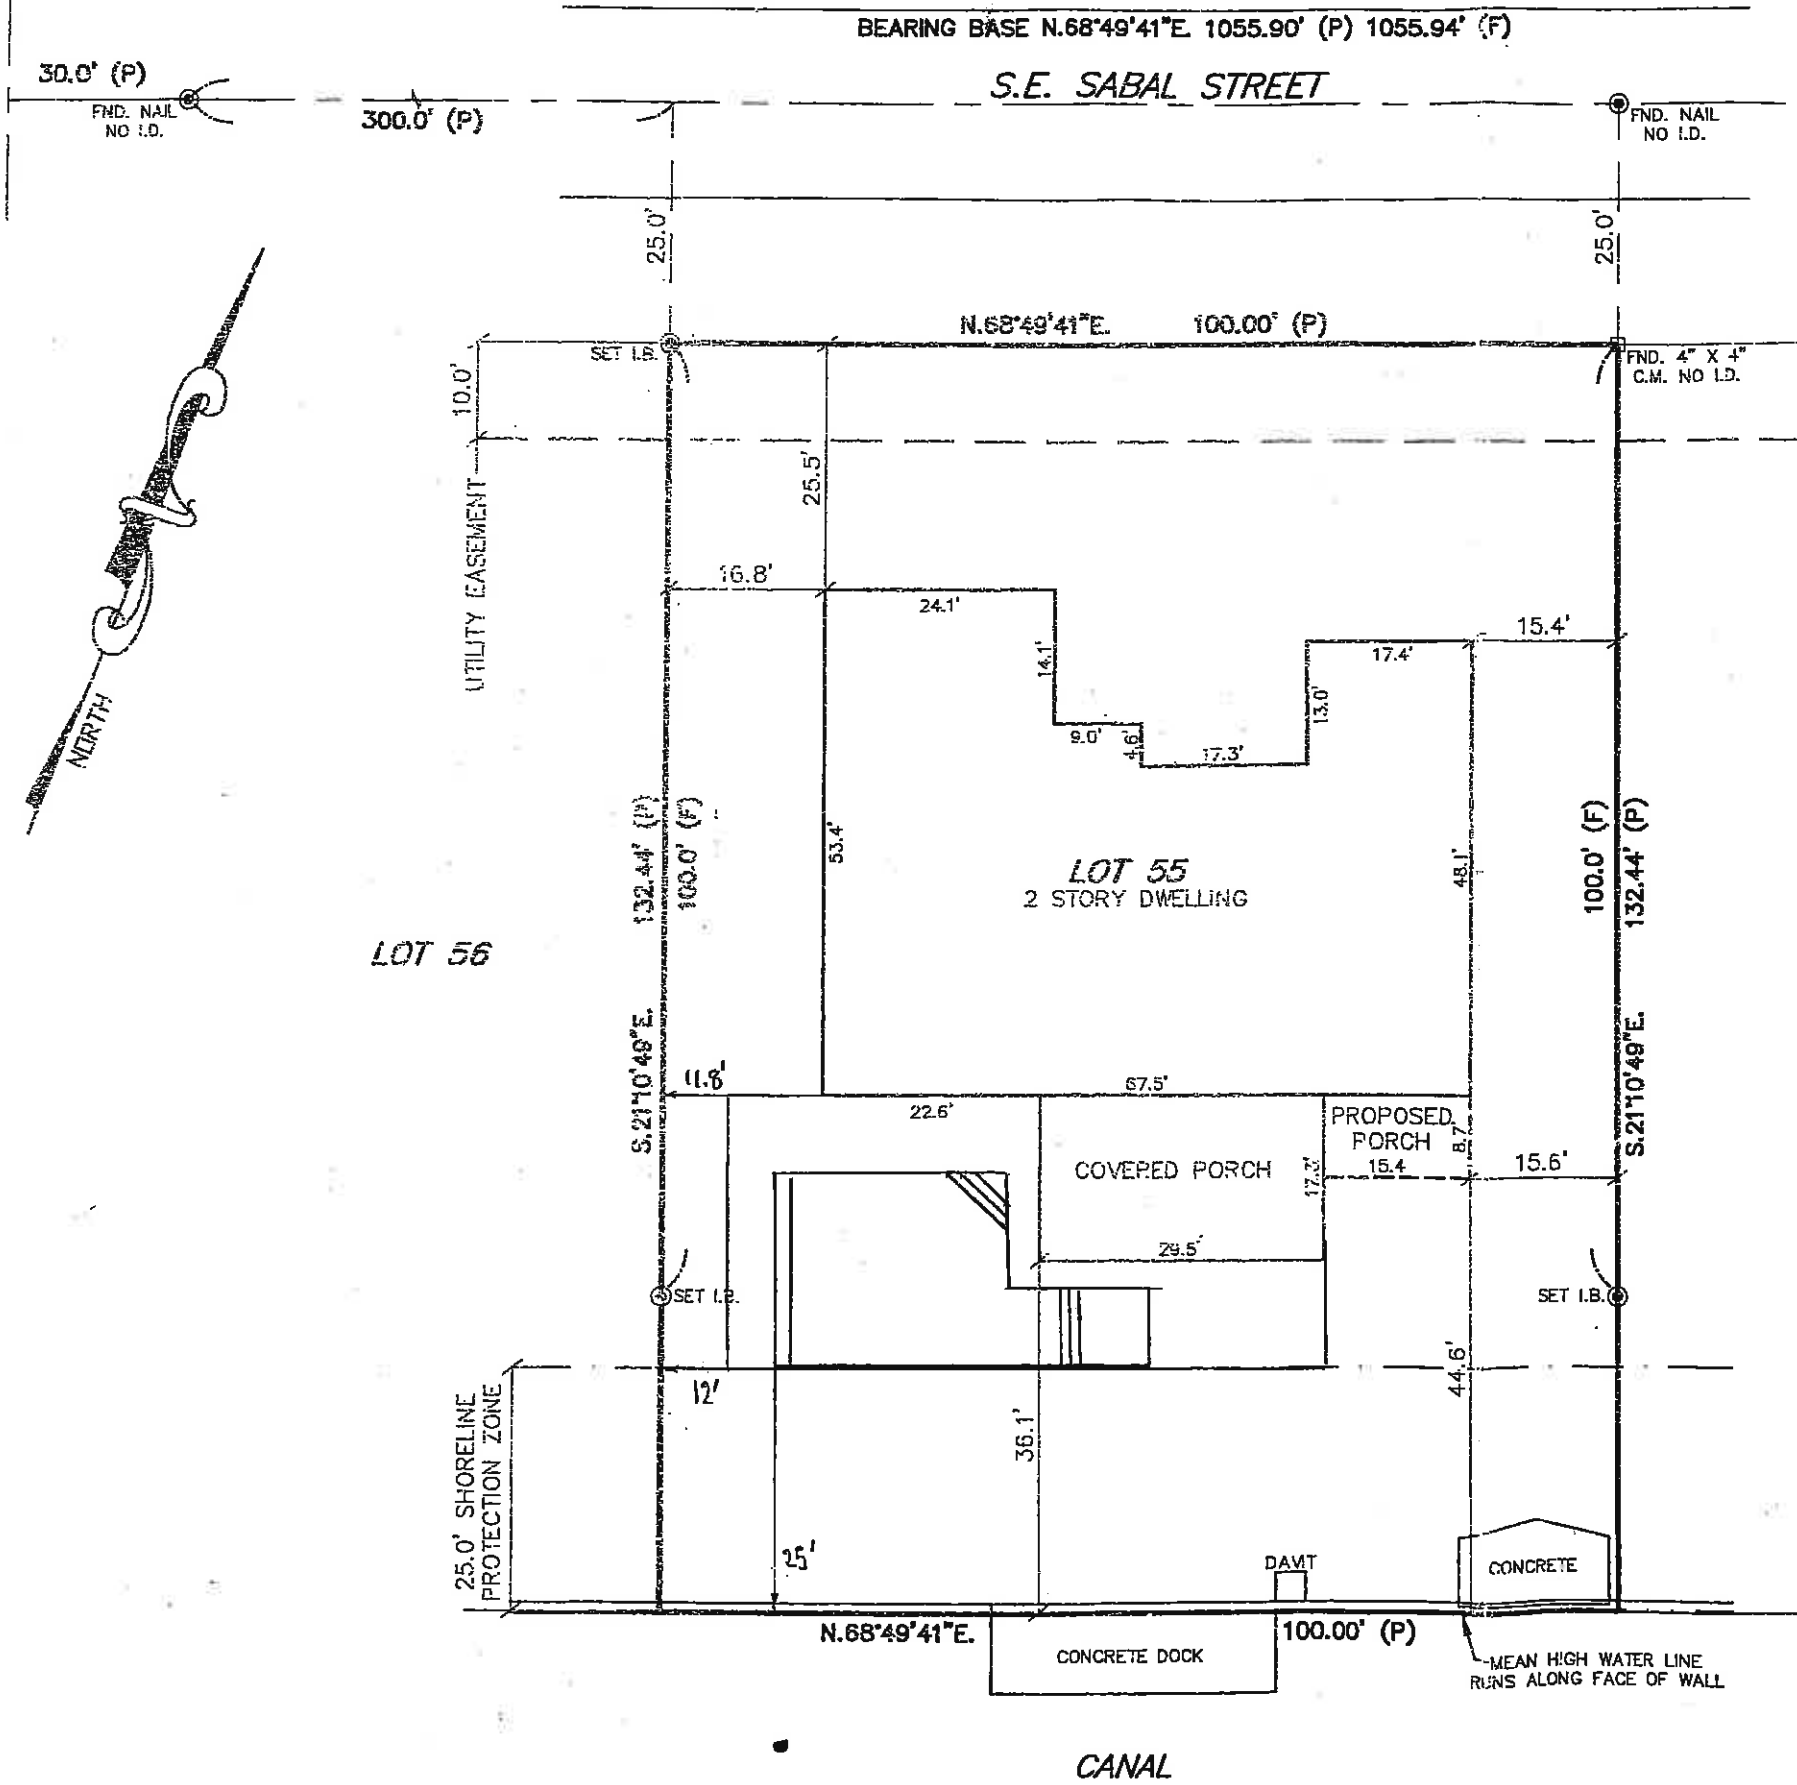 BEARING BASE N.68°49'41"E. 1055.90' (P) 1055.94' (F)
30.0' (P)
S.E. SABAL STREET
FND. NAIL
NO I.D.
300.0' (P)
FND. NAIL
NO I.D.
25.0'
25.0'
N.68°49'41"E. 100.00' (P)
SET I.B.
FND. 4" X 4"
C.M. NO I.D.
10.0'
UTILITY EASEMENT
25.5'
16.8'
24.1'
14.1'
9.0'
4.6'
17.3'
13.0'
17.4'
15.4'
NORTH
132.44' (P)
100.0' (F)
53.4'
LOT 55
2 STORY DWELLING
48.1'
100.0' (F)
132.44' (P)
LOT 56
S.21°10'49"E.
S.21°10'49"E.
11.8'
67.5'
22.6'
PROPOSED
PORCH
8.7'
COVERED PORCH
17.3'
15.4
15.6'
29.5'
SET I.B.
SET I.B.
12'
44.6'
36.1'
25.0' SHORELINE
PROTECTION ZONE
25'
DAVIT
CONCRETE
N.68°49'41"E. 100.00' (P)
CONCRETE DOCK
MEAN HIGH WATER LINE
RUNS ALONG FACE OF WALL
CANAL